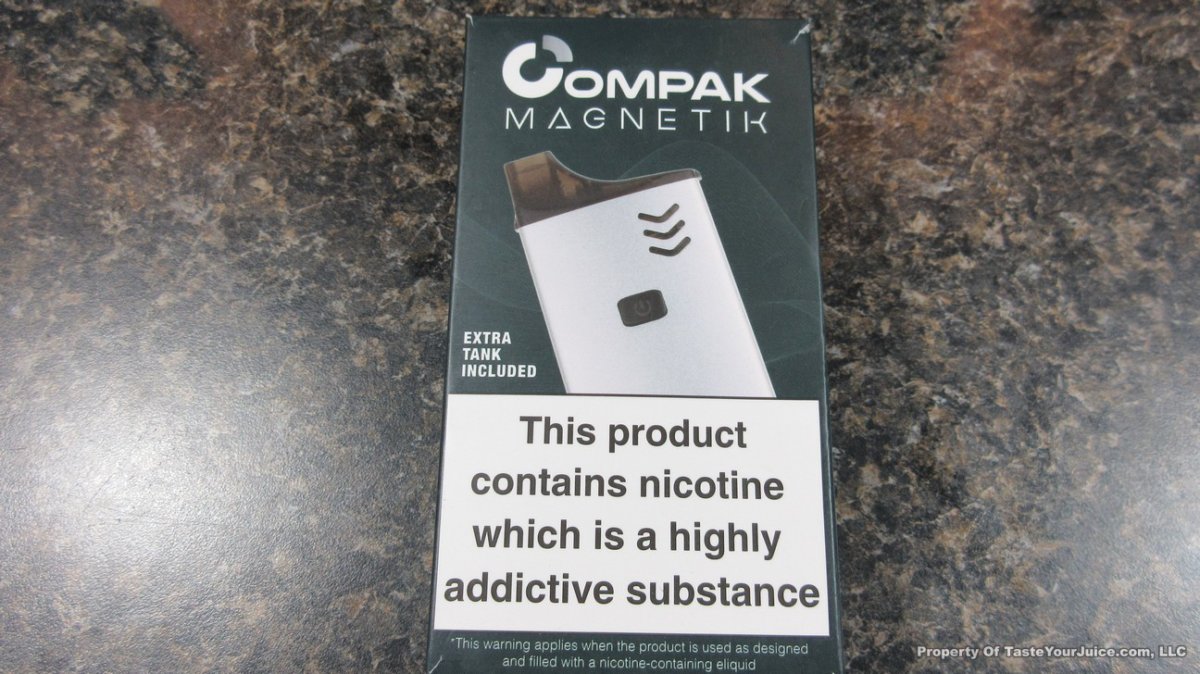 COMPAK
MAGNETIK
EXTRA
TANK
INCLUDED
This product
contains nicotine
which is a highly
addictive substance
*This warning applies when the product is used as designed
and filled with a nicotine-containing eliquid
Property Of TasteYourJuice.com, LLC